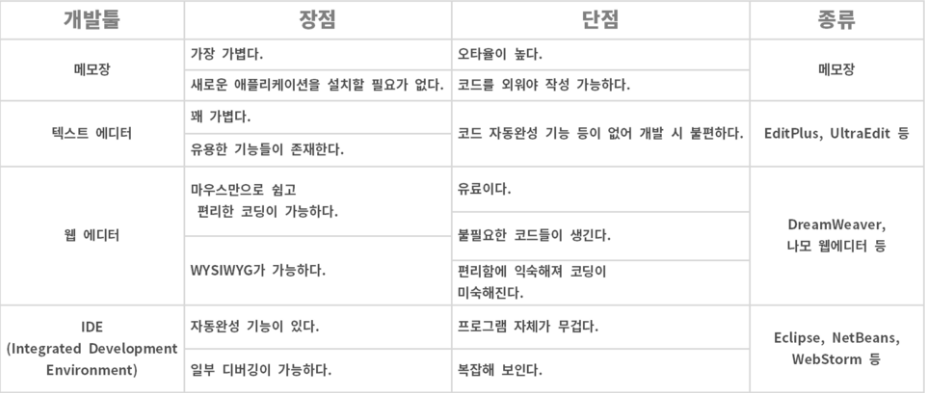 개발툴 장점 단점 종류
메모장
가장 가볍다.
새로운 애플리케이션을 설치할 필요가 없다.
오타율이 높다.
코드를 외워야 작성 가능하다.
메모장
텍스트 에디터
꽤 가볍다.
유용한 기능들이 존재한다.
코드 자동완성 기능 등이 없어 개발 시 불편하다.
EditPlus, UltraEdit 등
웹 에디터
마우스만으로 쉽고
편리한 코딩이 가능하다.
WYSIWYG가 가능하다.
유료이다.
불필요한 코드들이 생긴다.
편리함에 익숙해져 코딩이
미숙해진다.
DreamWeaver,
나모 웹에디터 등
IDE
(Integrated Development
Environment)
자동완성 기능이 있다.
일부 디버깅이 가능하다.
프로그램 자체가 무겁다.
복잡해 보인다.
Eclipse, NetBeans,
WebStorm 등